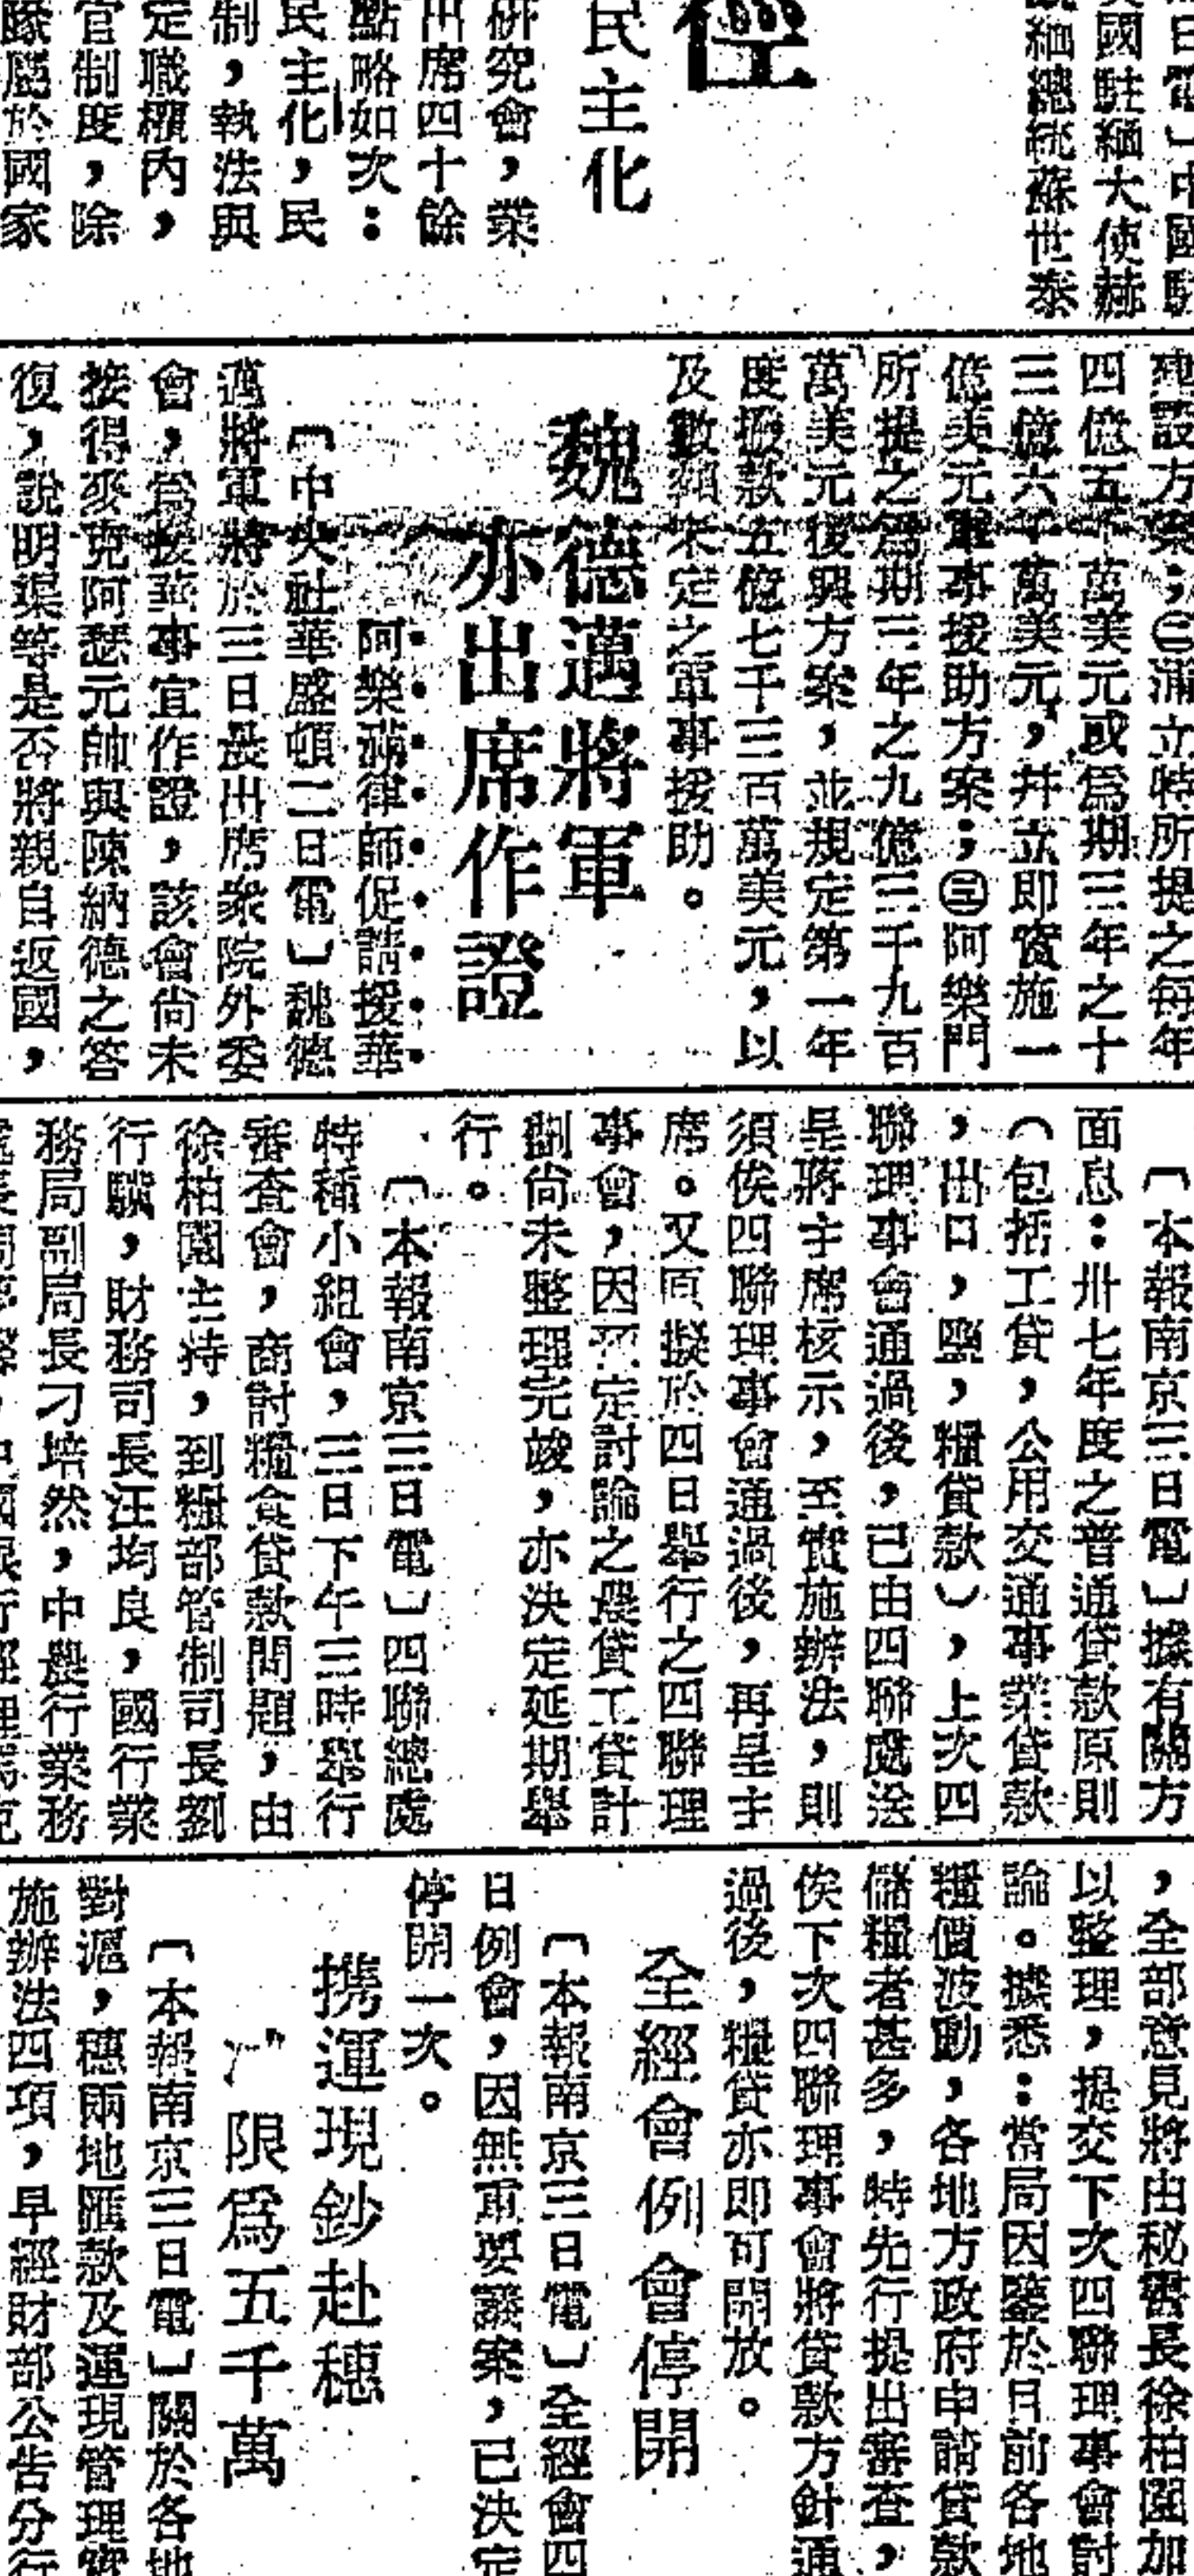 日電〕中國駐
美國駐緬大使赫
緬總統蘇世泰
徑
民主化
研究會，業
出席四十餘
點略如次：
民主化，民
制，執法與
定職權內，
官制度，除
隊屬於國家
建設方案；㊁浦立特所提之每年
四億五千萬美元或爲期三年之十
三億六千萬美元，并立即實施一
億美元軍事援助方案；㊂阿樂門
所提之爲期三年之九億三千九百
萬美元復興方案，並規定第一年
度撥款五億七千三百萬美元，以
及數額未定之軍事援助。
魏德邁將軍
亦出席作證
阿樂滿律師促請援華
〔中央社華盛頓二日電〕魏德
邁將軍將於三日晨出席衆院外委
會，爲援華事宜作證，該會尚未
接得麥克阿瑟元帥與陳納德之答
復，說明渠等是否將親自返國，
〔本報南京三日電〕據有關方
面息：卅七年度之普通貸款原則
（包括工貸，公用交通事業貸款
，出口，鹽，糧貸款），上次四
聯理事會通過後，已由四聯處送
呈蔣主席核示，至實施辦法，則
須俟四聯理事會通過後，再呈主
席。又原擬於四日舉行之四聯理
事會，因預定討論之農貸工貸計
劃尚未整理完竣，亦決定延期舉
行。
〔本報南京三日電〕四聯總處
特種小組會，三日下午三時舉行
審查會，商討糧食貸款問題，由
徐柏園主持，到糧部管制司長劉
行驥，財務司長汪均良，國行業
務局副局長刁培然，中農行業務
，全部意見將由秘書長徐柏園加
以整理，提交下次四聯理事會討
論。據悉：當局因鑒於目前各地
糧價波動，各地方政府申請貸款
儲糧者甚多，特先行提出審查，
俟下次四聯理事會將貸款方針通
過後，糧貸亦即可開放。
全經會例會停開
〔本報南京三日電〕全經會四
日例會，因無重要議案，已決定
停開一次。
携運現鈔赴穗
限爲五千萬
〔本報南京三日電〕關於各地
對滬，穗兩地匯款及運現管理實
施辦法四項，早經財部公告分行